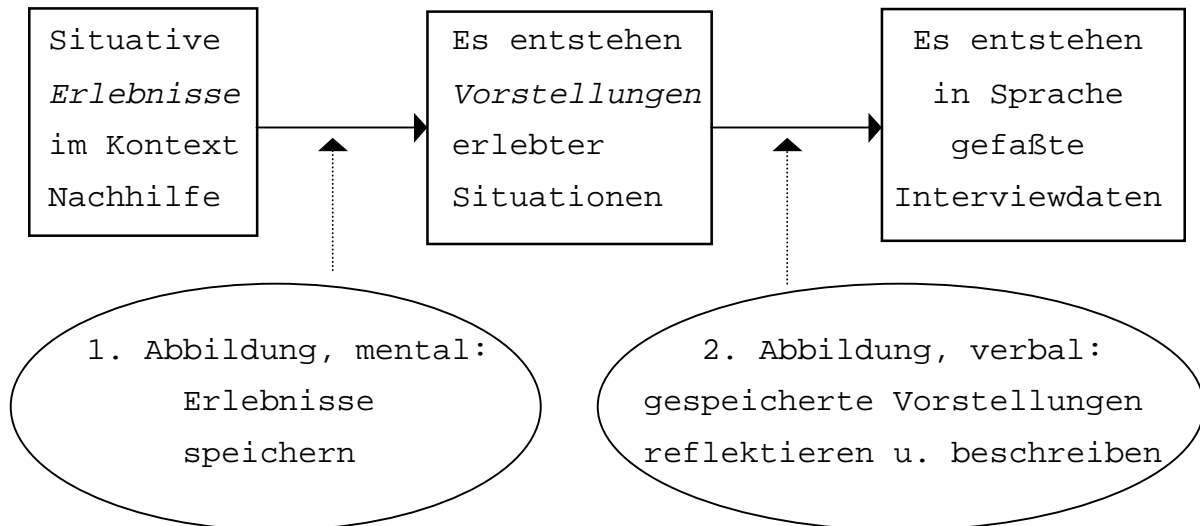 Situative
Erlebnisse
im Kontext
Nachhilfe
Es entstehen
Vorstellungen
erlebter
Situationen
Es entstehen
in Sprache
gefaßte
Interviewdaten
1. Abbildung, mental:
Erlebnisse
speichern
2. Abbildung, verbal:
gespeicherte Vorstellungen
reflektieren u. beschreiben